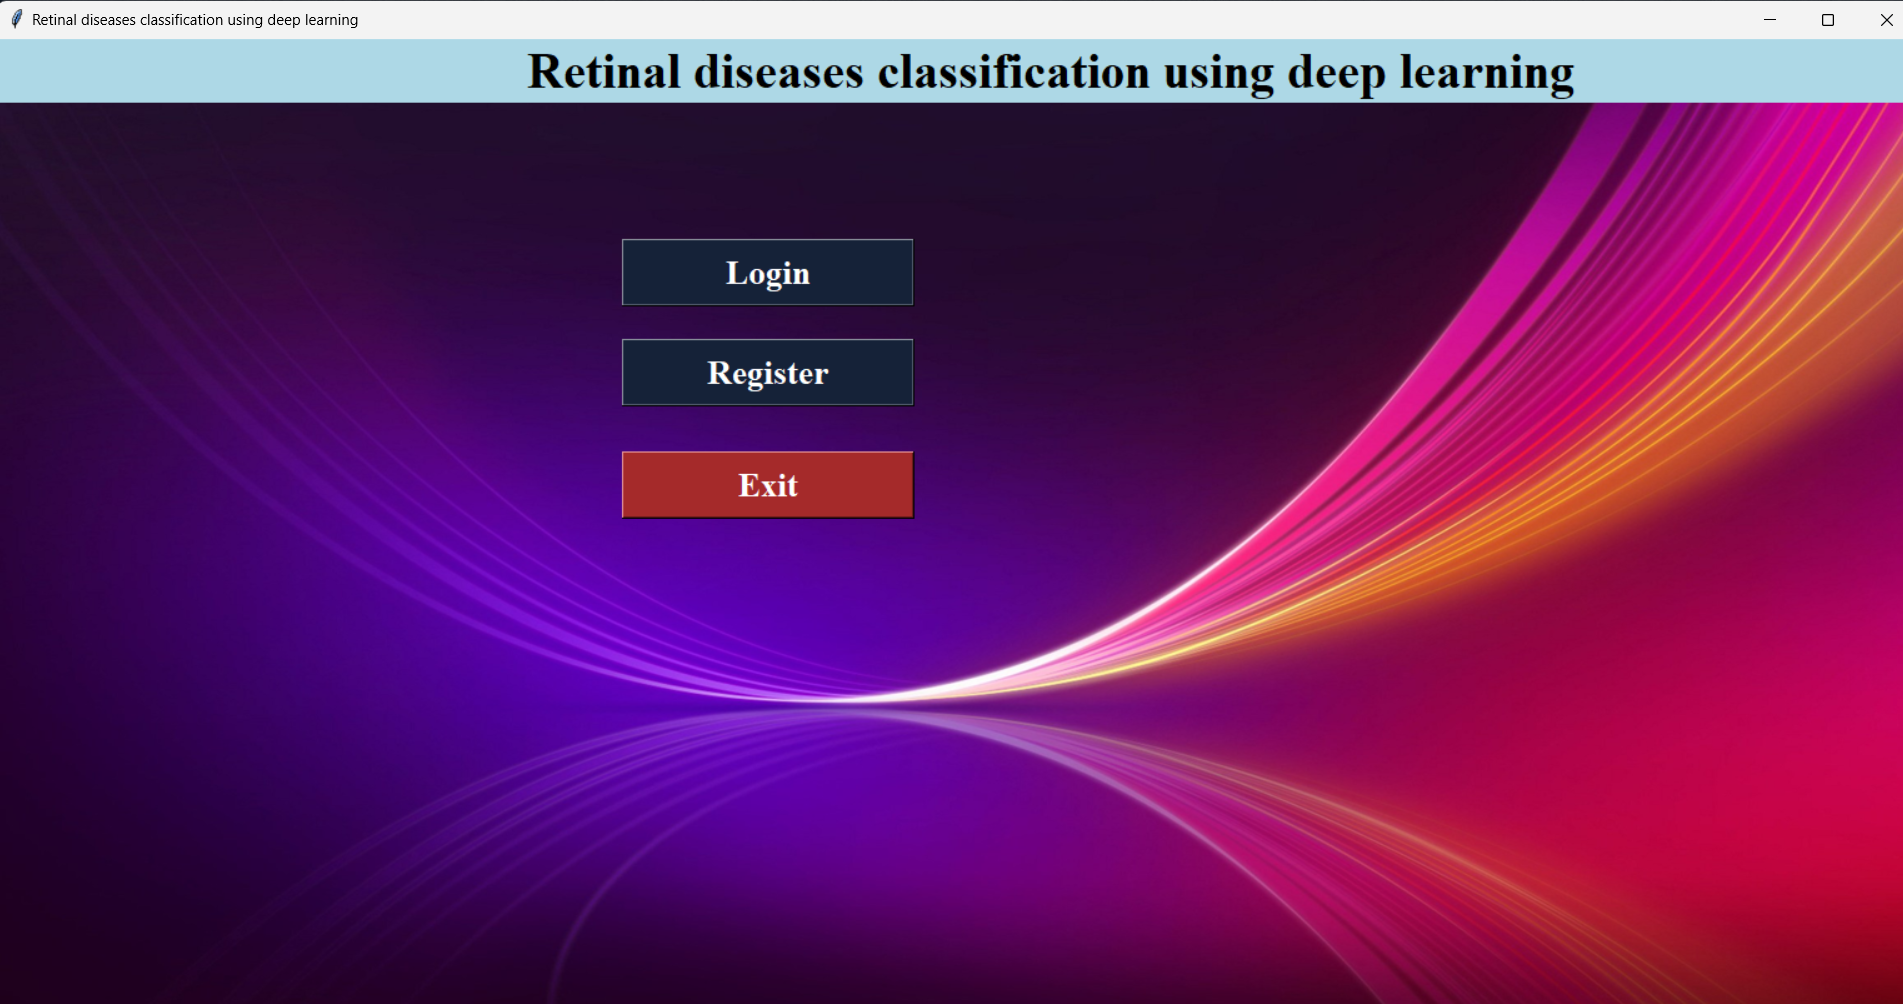 Retinal diseases classification using deep learning
Retinal diseases classification using deep learning
Login
Register
Exit